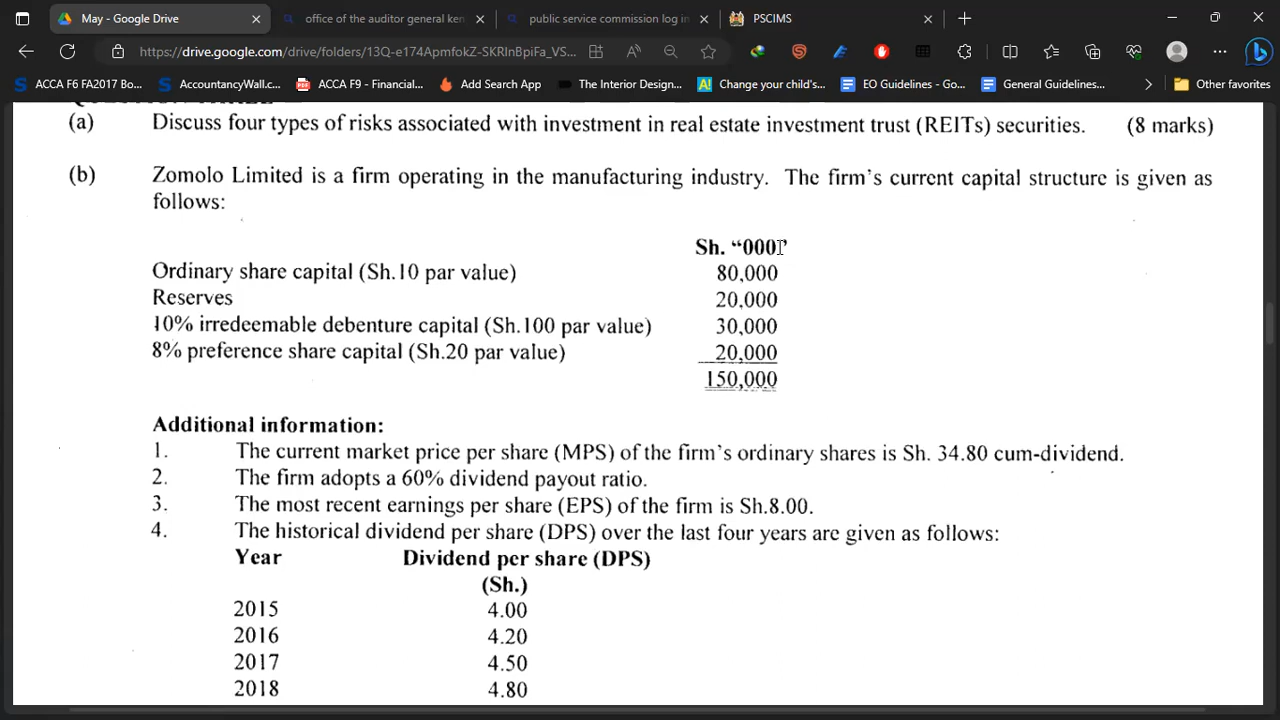 May - Google Drive
office of the auditor general ken
public service commission log in
PSCIMS
https://drive.google.com/drive/folders/13Q-e174ApmfokZ-SKRInBpiFa_VS...
ACCA F6 FA2017 Bo...
AccountancyWall.c...
ACCA F9 - Financial...
Add Search App
The Interior Design...
Change your child's...
EO Guidelines - Go...
General Guidelines...
Other favorites
(a) Discuss four types of risks associated with investment in real estate investment trust (REITs) securities. (8 marks)
(b) Zomolo Limited is a firm operating in the manufacturing industry. The firm's current capital structure is given as
follows:
Sh. “000”
Ordinary share capital (Sh.10 par value) 80,000
Reserves 20,000
10% irredeemable debenture capital (Sh.100 par value) 30,000
8% preference share capital (Sh.20 par value) 20,000
150,000
Additional information:
1. The current market price per share (MPS) of the firm's ordinary shares is Sh. 34.80 cum-dividend.
2. The firm adopts a 60% dividend payout ratio.
3. The most recent earnings per share (EPS) of the firm is Sh.8.00.
4. The historical dividend per share (DPS) over the last four years are given as follows:
Year Dividend per share (DPS)
(Sh.)
2015 4.00
2016 4.20
2017 4.50
2018 4.80